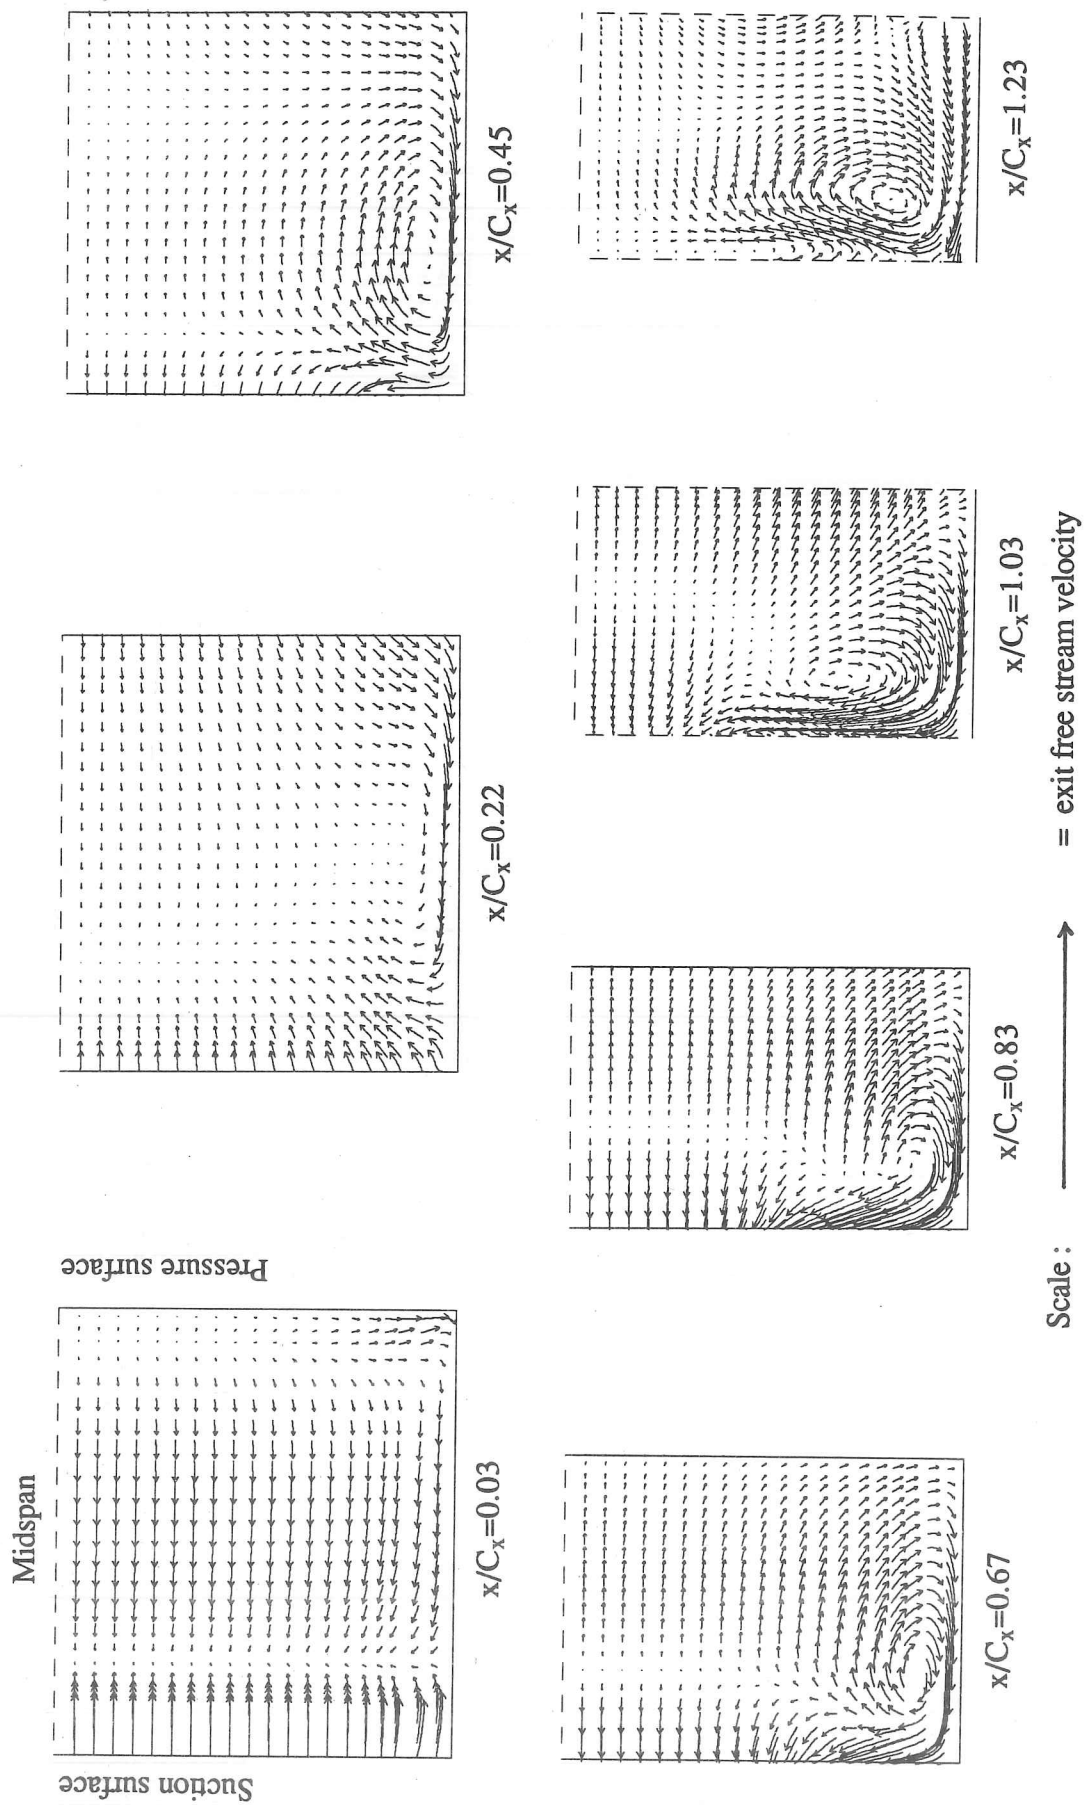 Midspan
Suction surface
Pressure surface
x/Cx=0.03
x/Cx=0.22
x/Cx=0.45
x/Cx=0.67
x/Cx=0.83
x/Cx=1.03
x/Cx=1.23
Scale : = exit free stream velocity